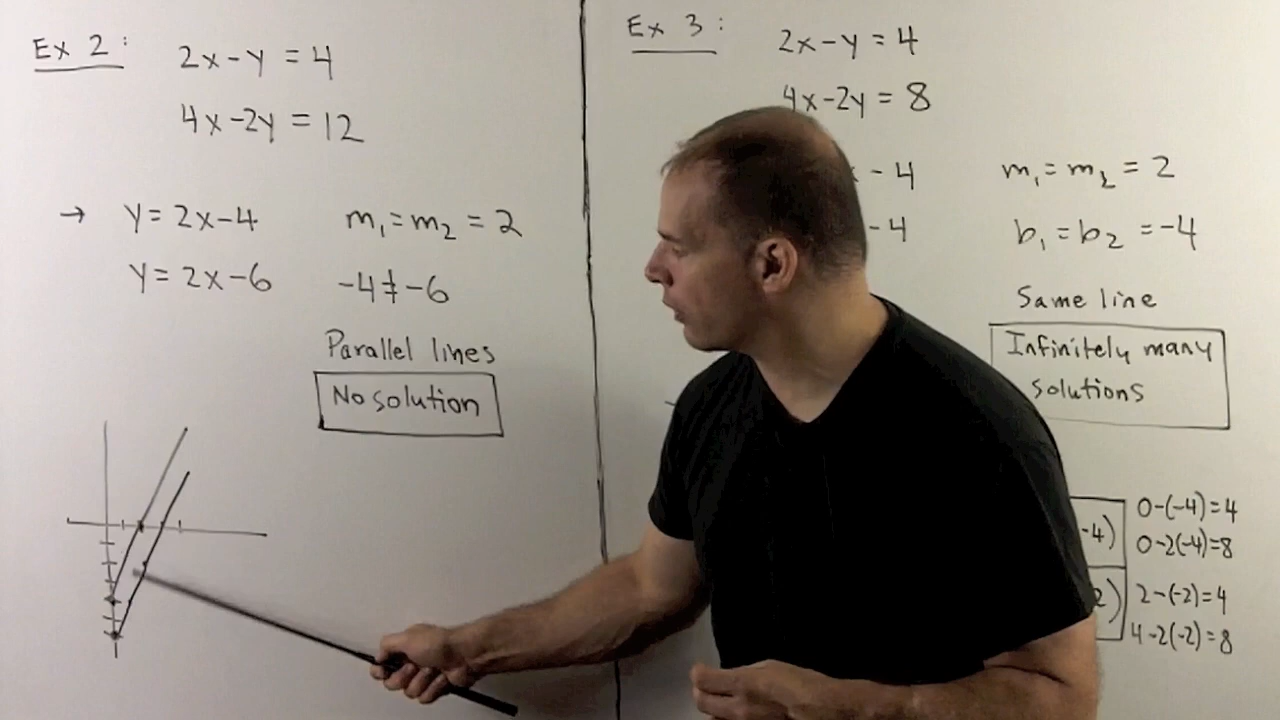 Ex 2:
2x-y = 4
4x-2y = 12
→ y = 2x-4
y = 2x-6
m₁ = m₂ = 2
-4 ≠ -6
Parallel lines
No solution
Ex 3:
2x-y = 4
4x-2y = 8
- 4
-4
m₁ = m₂ = 2
b₁ = b₂ = -4
Same line
Infinitely many
solutions
-4)
0-(-4)=4
0-2(-4)=8
2)
2-(-2)=4
4-2(-2)=8